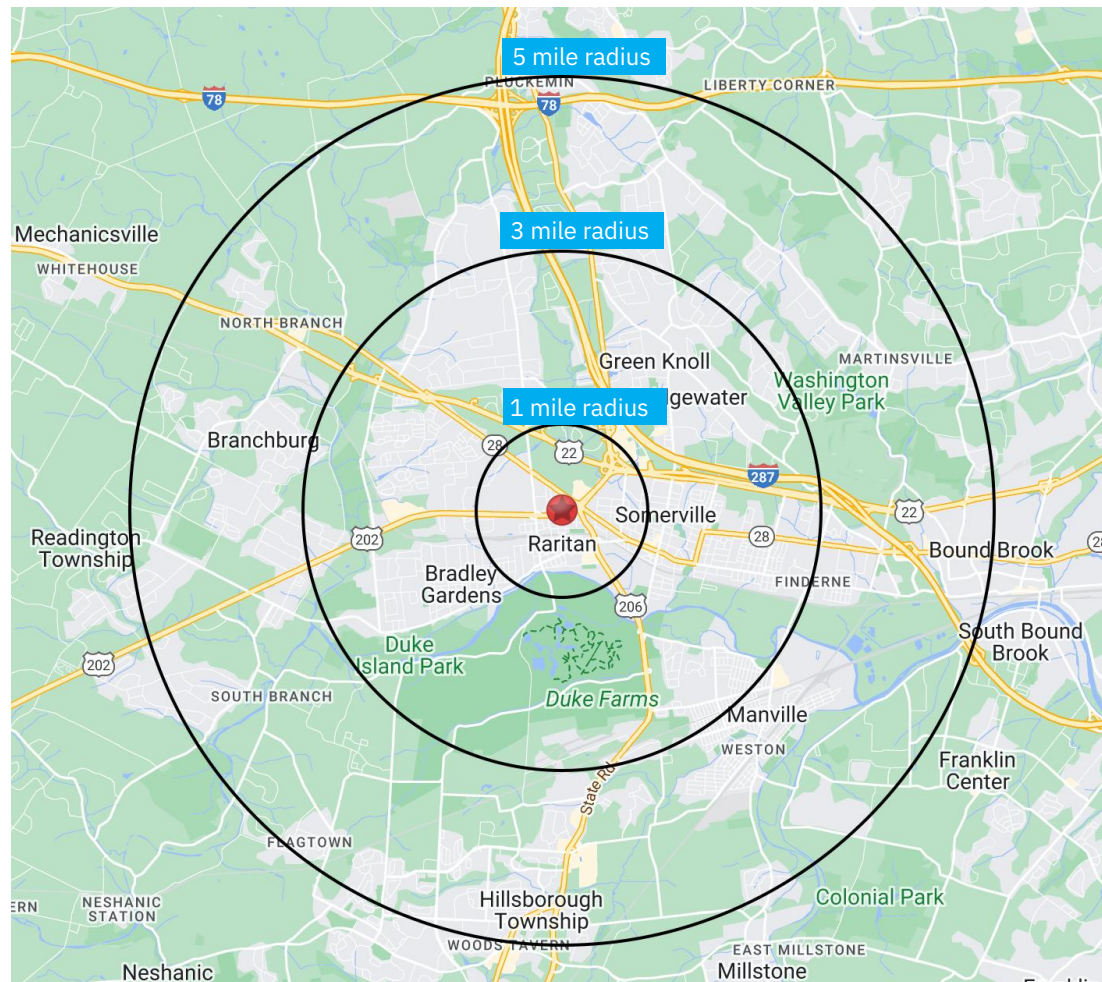 5 mile radius
PLUCKEMIN
LIBERTY CORNER
78
78
3 mile radius
Mechanicsville
WHITEHOUSE
NORTH BRANCH
Green Knoll
MARTINSVILLE
Washington
Valley Park
1 mile radius
dgewater
Branchburg
28
22
287
22
Somerville
202
Raritan
28
28
Readington
Township
Bound Brook
Bradley
Gardens
FINDERNE
206
South Bound
Brook
Duke
Island Park
202
SOUTH BRANCH
Duke Farms
Manville
WESTON
Franklin
Center
State Rd
FLAGTOWN
Hillsborough
Township
Colonial Park
ERN
NESHANIC
STATION
WOODS TAVERN
EAST MILLSTONE
Millstone
Neshanic